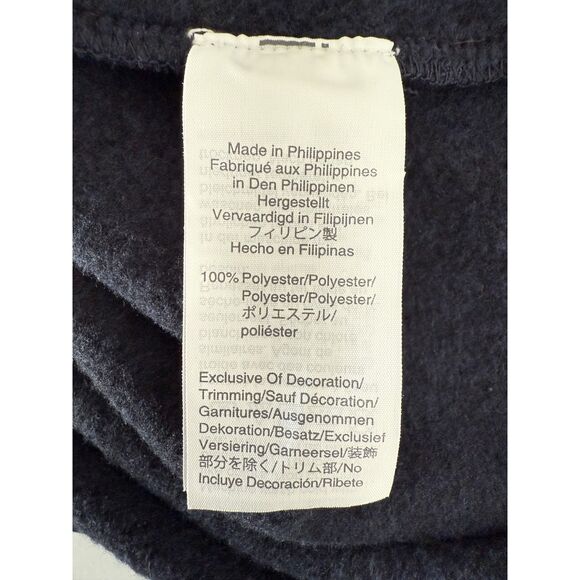 Made in Philippines
Fabriqué aux Philippines
in Den Philippinen
Hergestellt
Vervaardigd in Filipijnen
フィリピン製
Hecho en Filipinas
100% Polyester/Polyester/
Polyester/Polyester/
ポリエステル/
poliéster
Exclusive Of Decoration/
Trimming/Sauf Décoration/
Garnitures/Ausgenommen
Dekoration/Besatz/Exclusief
Versiering/Garneersel/装飾
部分を除く/トリム部/No
Incluye Decoración/Ribete